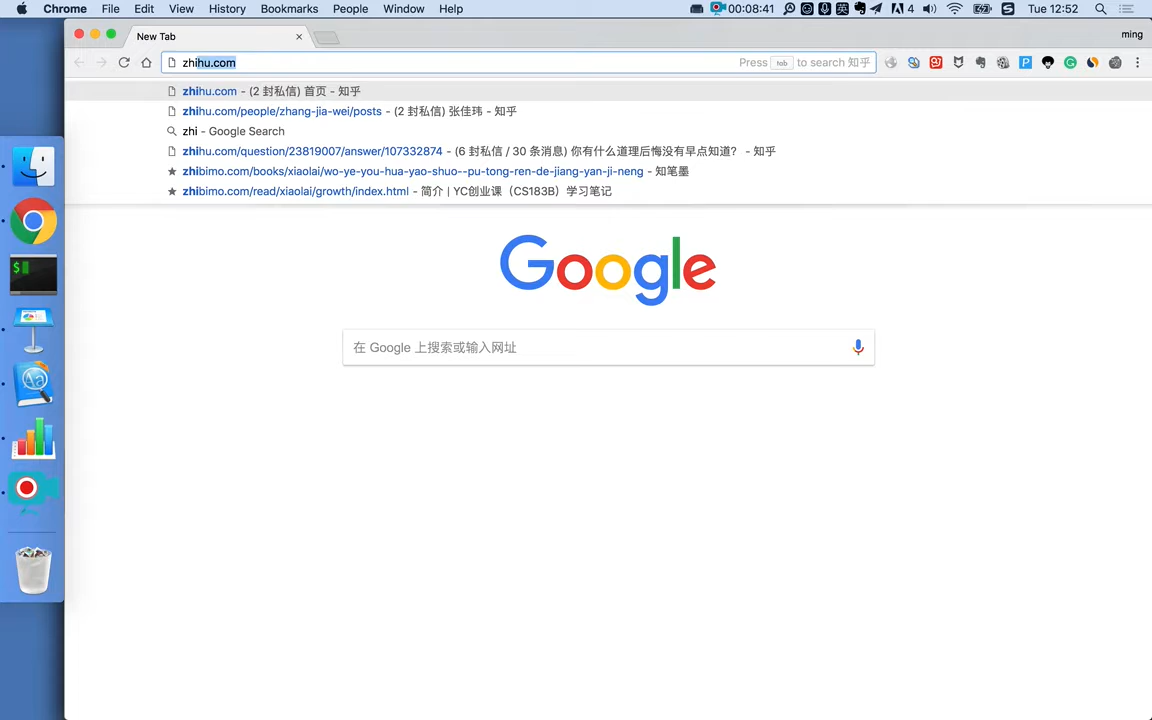 Chrome File Edit View History Bookmarks People Window Help 00:08:41 英 4 Tue 12:52
New Tab ming
zhihu.com Press tab to search 知乎
zhihu.com - (2 封私信) 首页 - 知乎
zhihu.com/people/zhang-jia-wei/posts - (2 封私信) 张佳玮 - 知乎
zhi - Google Search
zhihu.com/question/23819007/answer/107332874 - (6 封私信 / 30 条消息) 你有什么道理后悔没有早点知道？ - 知乎
zhibimo.com/books/xiaolai/wo-ye-you-hua-yao-shuo--pu-tong-ren-de-jiang-yan-ji-neng - 知笔墨
zhibimo.com/read/xiaolai/growth/index.html - 简介 | YC创业课（CS183B）学习笔记
Google
在 Google 上搜索或输入网址